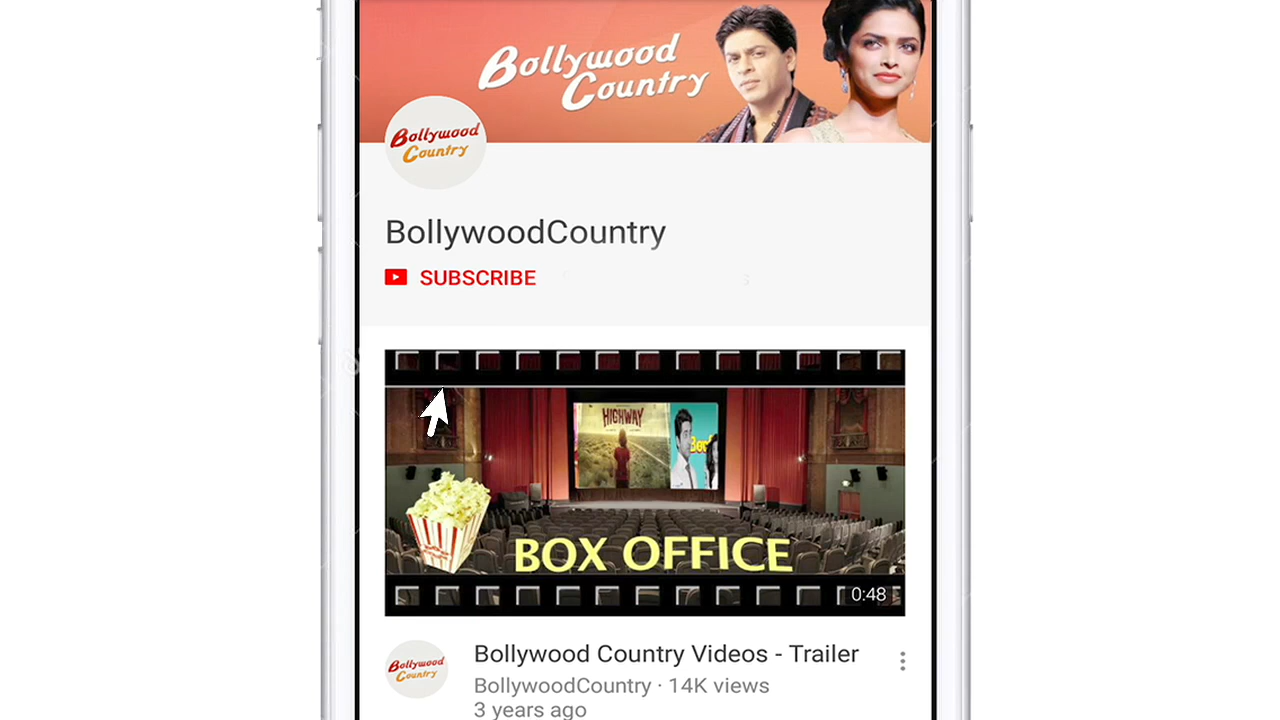 Bollywood
Country
Bollywood
Country
BollywoodCountry
SUBSCRIBE
HIGHWAY
BOX OFFICE
0:48
Bollywood
Country
Bollywood Country Videos - Trailer
BollywoodCountry · 14K views
3 years ago